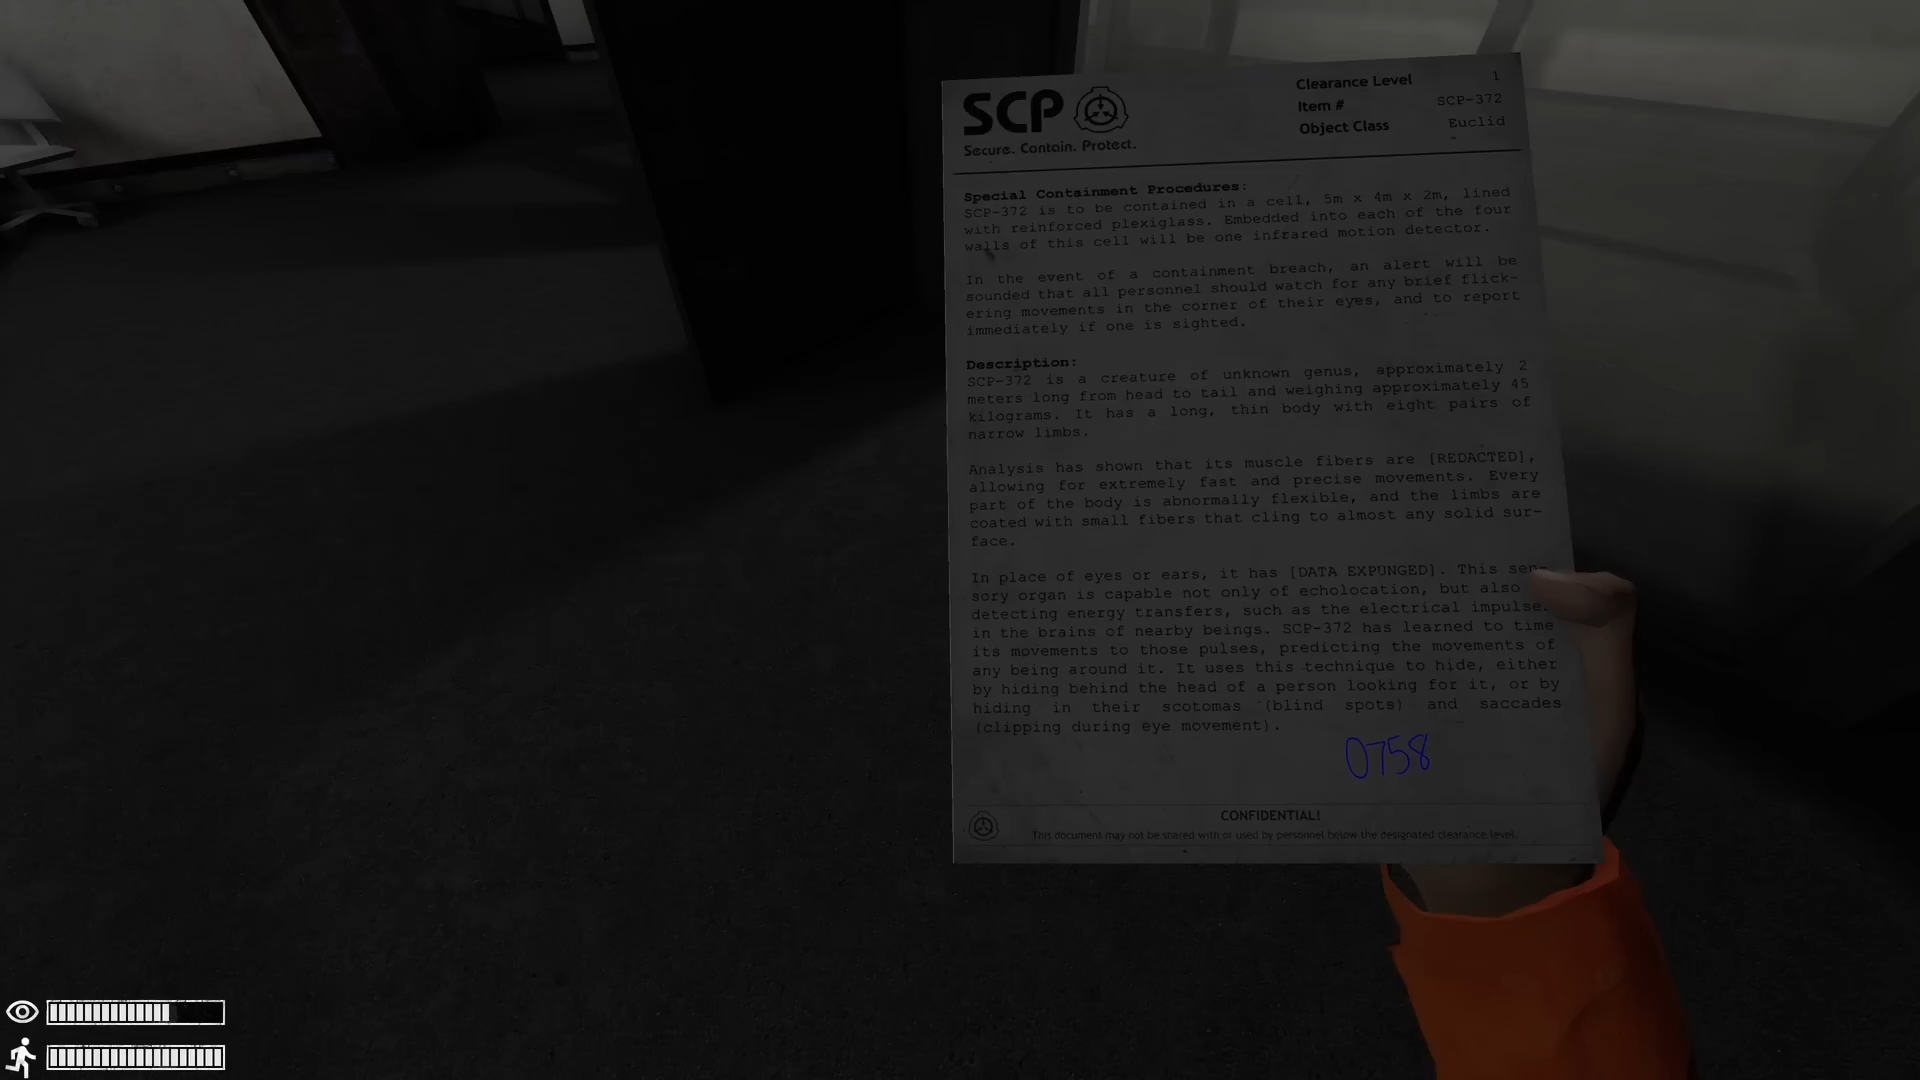 SCP
Secure. Contain. Protect.
Clearance Level 1
Item # SCP-372
Object Class Euclid
Special Containment Procedures:
SCP-372 is to be contained in a cell, 5m x 4m x 2m, lined
with reinforced plexiglass. Embedded into each of the four
walls of this cell will be one infrared motion detector.
In the event of a containment breach, an alert will be
sounded that all personnel should watch for any brief flick-
ering movements in the corner of their eyes, and to report
immediately if one is sighted.
Description:
SCP-372 is a creature of unknown genus, approximately 2
meters long from head to tail and weighing approximately 45
kilograms. It has a long, thin body with eight pairs of
narrow limbs.
Analysis has shown that its muscle fibers are [REDACTED],
allowing for extremely fast and precise movements. Every
part of the body is abnormally flexible, and the limbs are
coated with small fibers that cling to almost any solid sur-
face.
In place of eyes or ears, it has [DATA EXPUNGED]. This sen-
sory organ is capable not only of echolocation, but also
detecting energy transfers, such as the electrical impulse
in the brains of nearby beings. SCP-372 has learned to time
its movements to those pulses, predicting the movements of
any being around it. It uses this technique to hide, either
by hiding behind the head of a person looking for it, or by
hiding in their scotomas (blind spots) and saccades
(clipping during eye movement).
0758
CONFIDENTIAL!
This document may not be shared with or used by personnel below the designated clearance level.